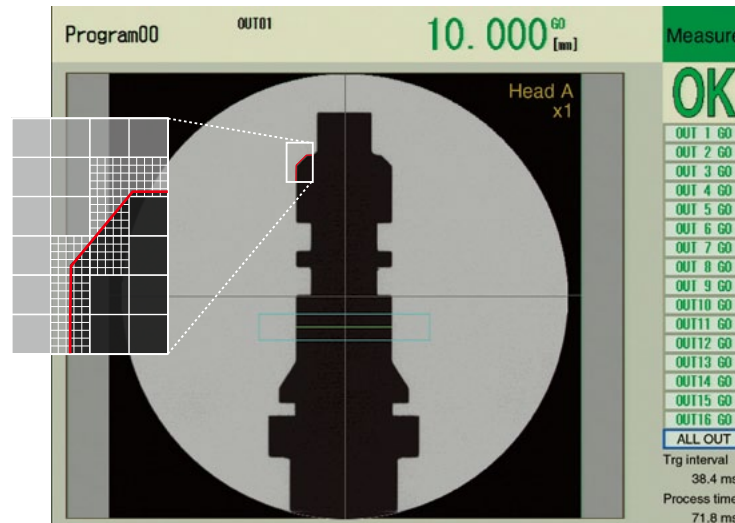 Program00
OUT01
10.000 GO
[mm]
Measure
Head A
x1
OK
OUT 1 GO
OUT 2 GO
OUT 3 GO
OUT 4 GO
OUT 5 GO
OUT 6 GO
OUT 7 GO
OUT 8 GO
OUT 9 GO
OUT10 GO
OUT11 GO
OUT12 GO
OUT13 GO
OUT14 GO
OUT15 GO
OUT16 GO
ALL OUT
Trg interval
38.4 ms
Process time
71.8 ms